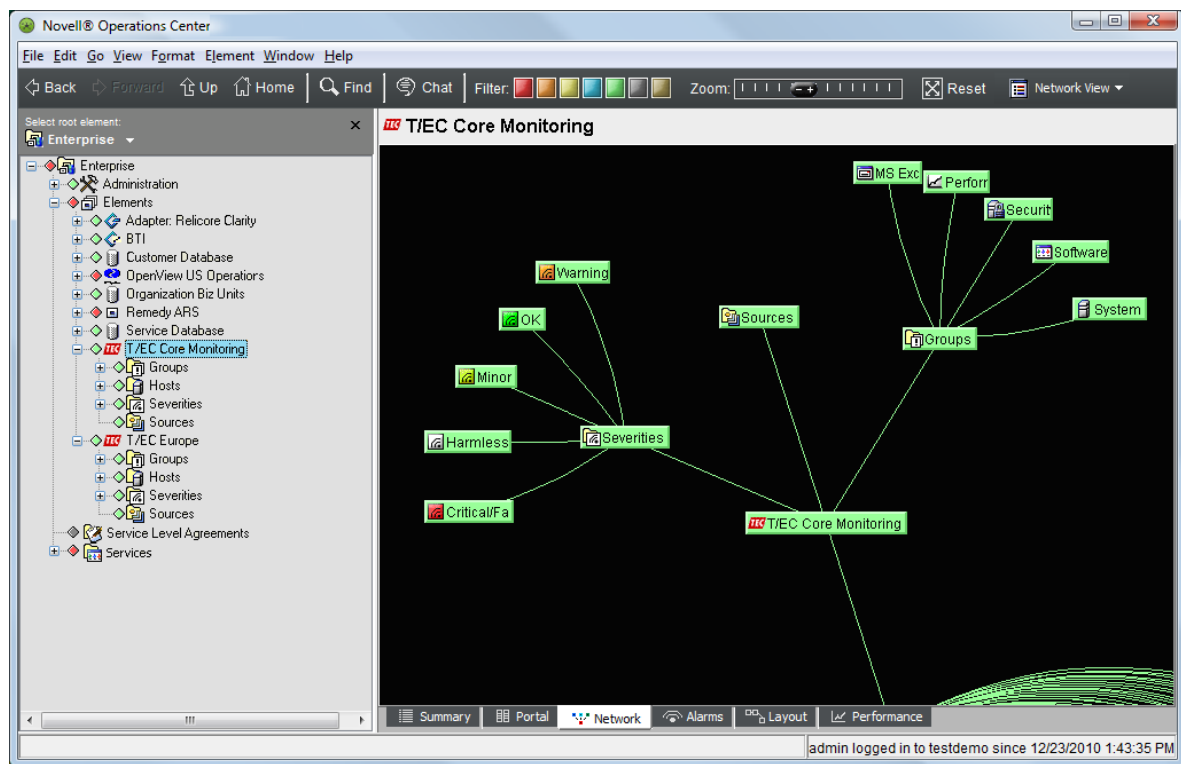 Novell® Operations Center
File Edit Go View Format Element Window Help
Back Forward Up Home Find Chat Filter: Zoom: Reset Network View
Select root element:
Enterprise
T/EC Core Monitoring
Enterprise
Administration
Elements
Adapter: Relicore Clarity
BTI
Customer Database
OpenView US Operations
Organization Biz Units
Remedy ARS
Service Database
T/EC Core Monitoring
Groups
Hosts
Severities
Sources
T/EC Europe
Groups
Hosts
Severities
Sources
Service Level Agreements
Services
MS Exc
Perforr
Securit
Software
System
Groups
Warning
OK
Sources
Minor
Harmless
Severities
Critical/Fa
T/EC Core Monitoring
Summary Portal Network Alarms Layout Performance
admin logged in to testdemo since 12/23/2010 1:43:35 PM